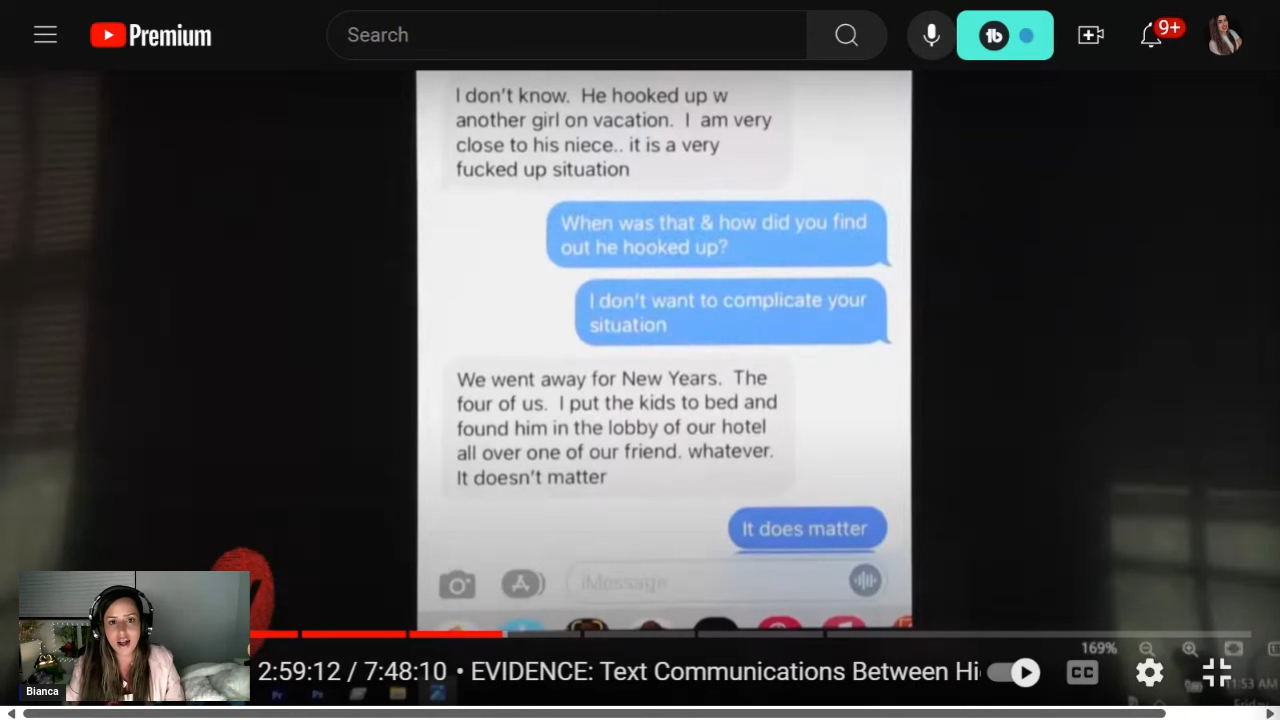 Premium
Search
9+
I don't know. He hooked up w
another girl on vacation. I am very
close to his niece.. it is a very
fucked up situation
When was that & how did you find
out he hooked up?
I don't want to complicate your
situation
We went away for New Years. The
four of us. I put the kids to bed and
found him in the lobby of our hotel
all over one of our friend. whatever.
It doesn't matter
It does matter
iMessage
169%
2:59:12 / 7:48:10 • EVIDENCE: Text Communications Between Hi
CC
Bianca
:53 AM